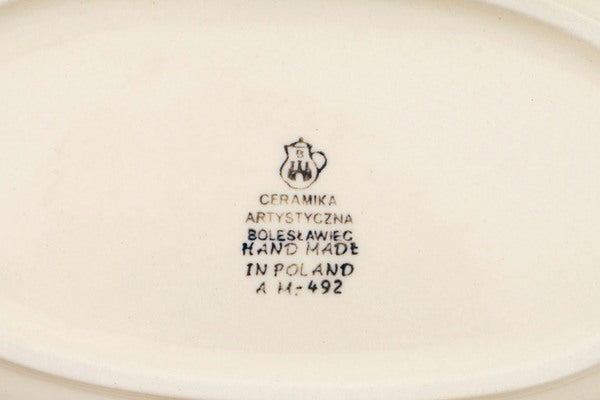 B
CERAMIKA
ARTYSTYCZNA
BOLESŁAWIEC
HAND MADE
IN POLAND
A M-492